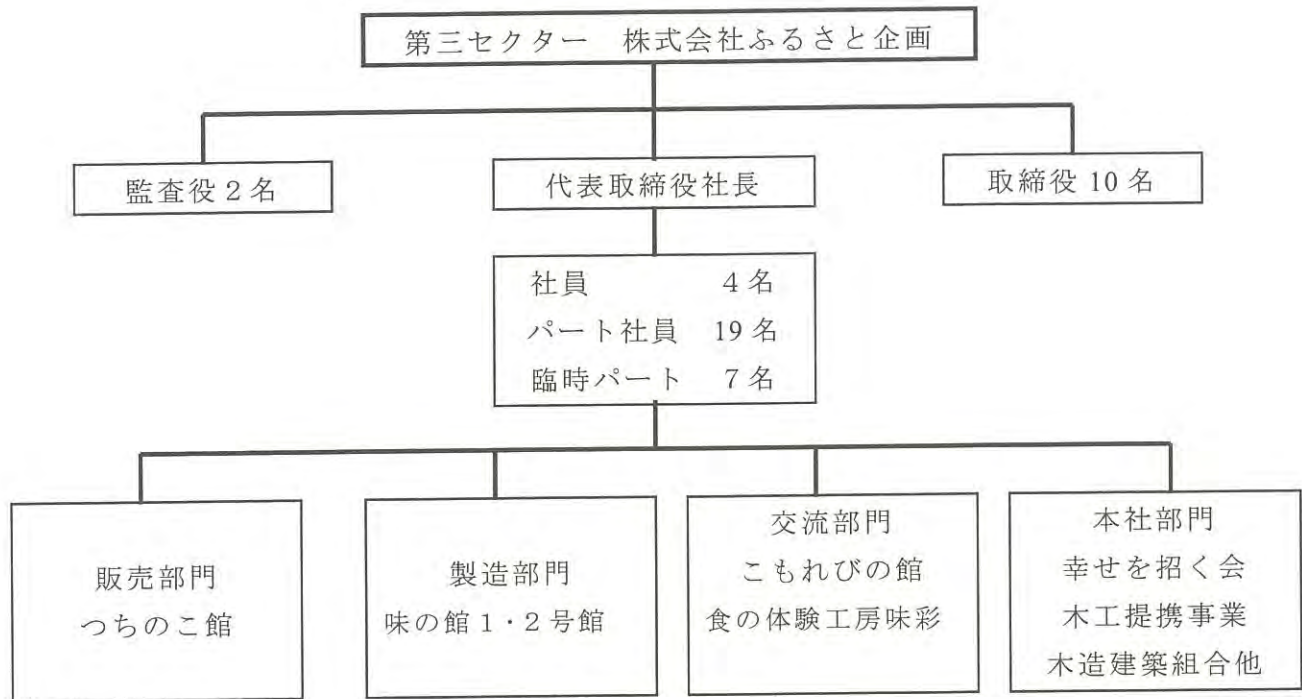 第三セクター　株式会社ふるさと企画
監査役2名
代表取締役社長
取締役10名
社員　4名
パート社員　19名
臨時パート　7名
販売部門
つちのこ館
製造部門
味の館1・2号館
交流部門
こもれびの館
食の体験工房味彩
本社部門
幸せを招く会
木工提携事業
木造建築組合他